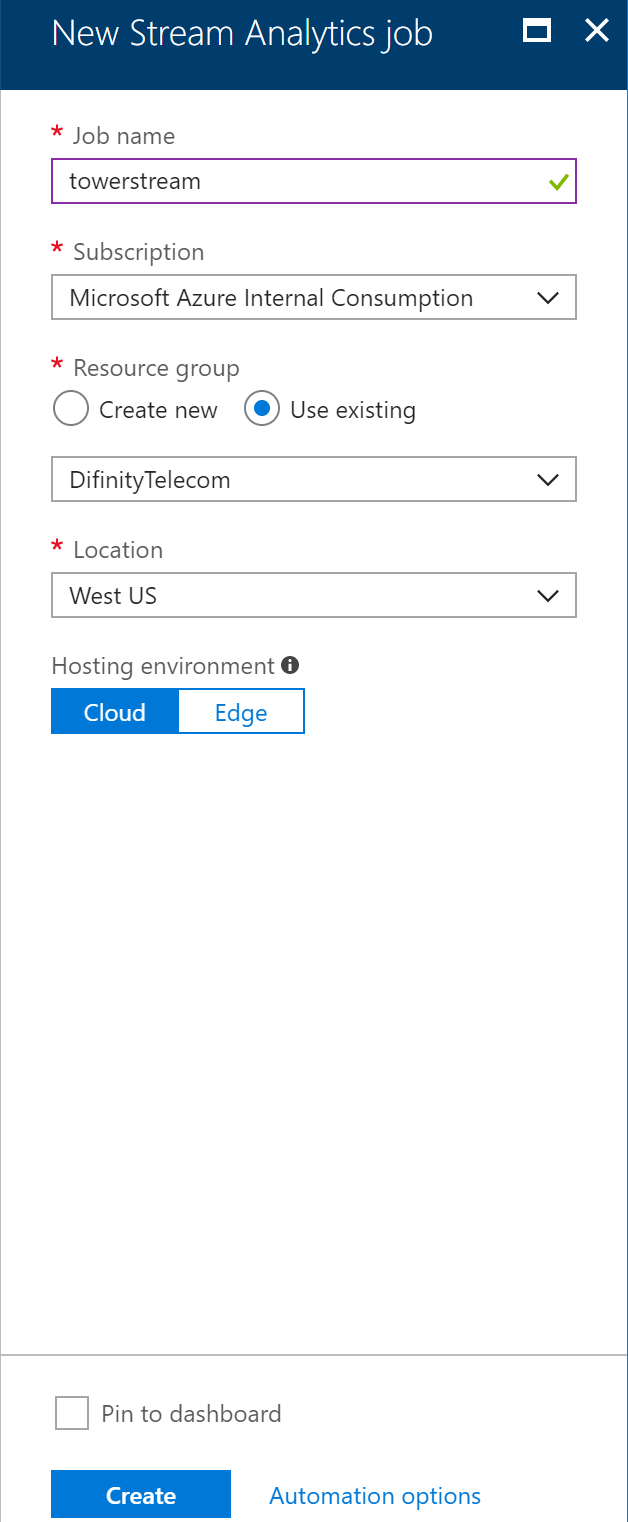 New Stream Analytics job
* Job name
towerstream
* Subscription
Microsoft Azure Internal Consumption
* Resource group
Create new Use existing
DifinityTelecom
* Location
West US
Hosting environment
Cloud Edge
Pin to dashboard
Create Automation options